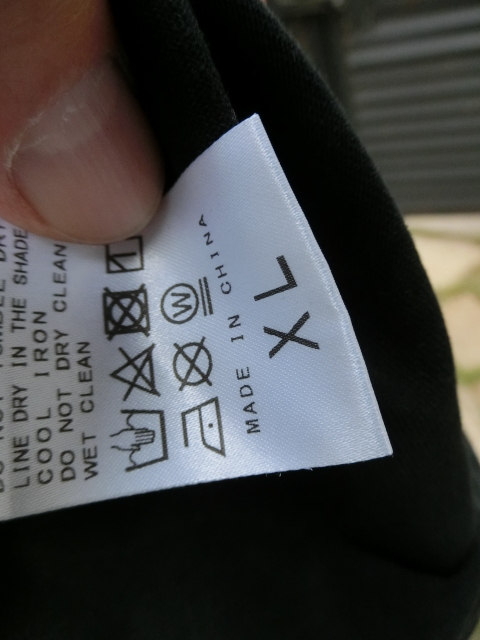 LINE DRY IN THE SHADE
COOL IRON
DO NOT DRY CLEAN
WET CLEAN
W
MADE IN CHINA
XL